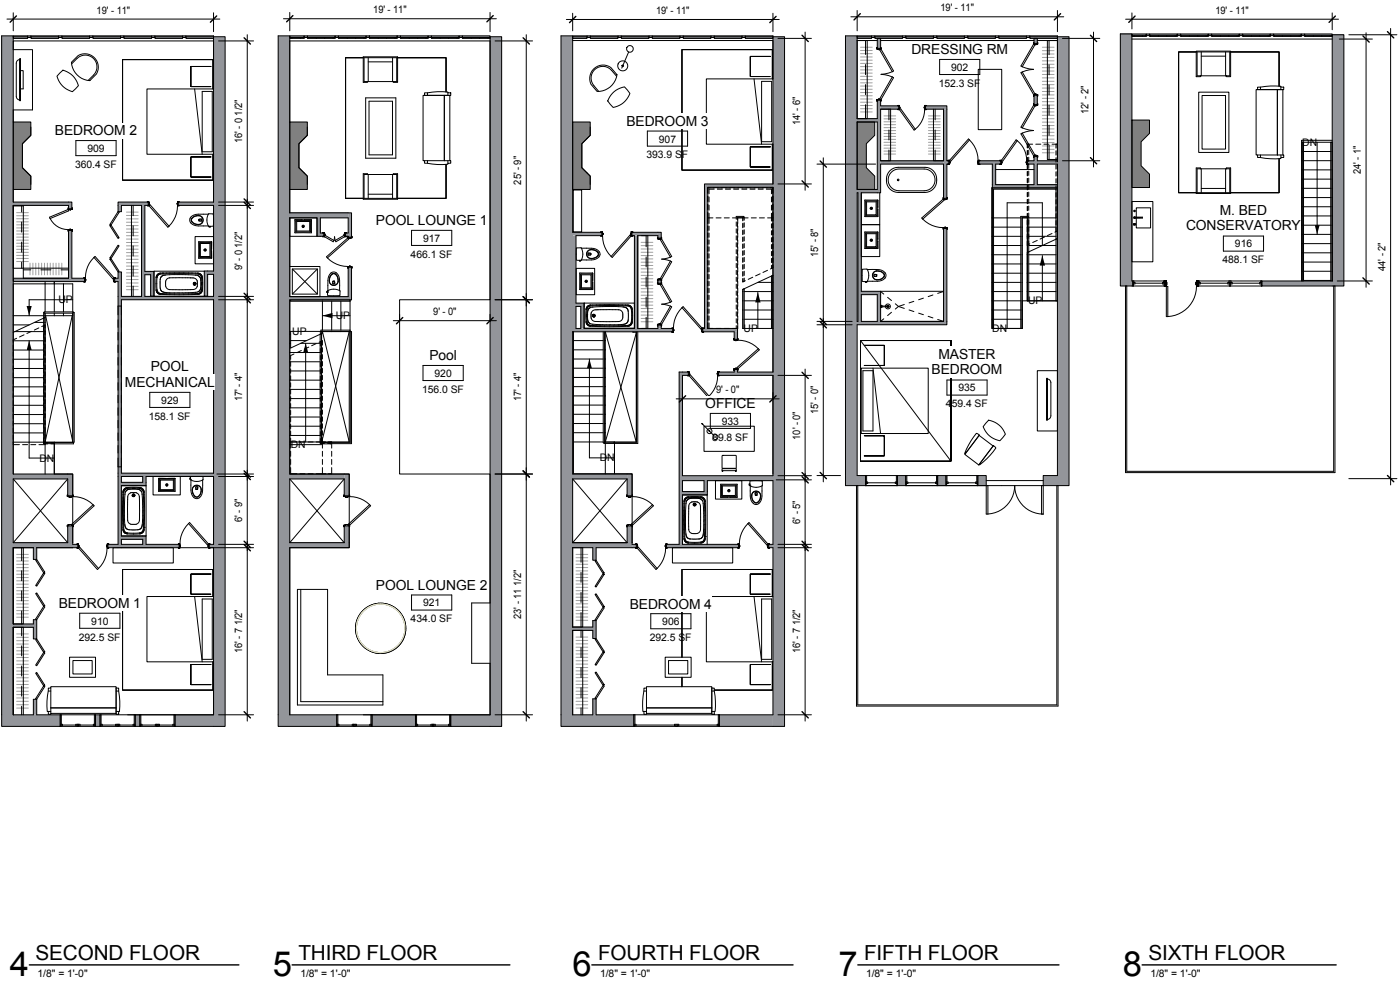 19' - 11"
BEDROOM 2
909
360.4 SF
16' - 0 1/2"
9' - 0 1/2"
UP
POOL
MECHANICAL
929
158.1 SF
17' - 4"
DN
6' - 9"
BEDROOM 1
910
292.5 SF
16' - 7 1/2"
19' - 11"
POOL LOUNGE 1
917
466.1 SF
25' - 9"
UP
UP
9' - 0"
Pool
920
156.0 SF
17' - 4"
DN
POOL LOUNGE 2
921
434.0 SF
23' - 11 1/2"
19' - 11"
BEDROOM 3
907
393.9 SF
14' - 6"
UP
9' - 0"
OFFICE
933
89.8 SF
10' - 0"
DN
6' - 5"
BEDROOM 4
906
292.5 SF
16' - 7 1/2"
19' - 11"
DRESSING RM
902
152.3 SF
12' - 2"
15' - 8"
UP
DN
MASTER
BEDROOM
935
459.4 SF
15' - 0"
19' - 11"
DN
M. BED
CONSERVATORY
916
488.1 SF
24' - 1"
44' - 2"
4 SECOND FLOOR
1/8" = 1'-0"
5 THIRD FLOOR
1/8" = 1'-0"
6 FOURTH FLOOR
1/8" = 1'-0"
7 FIFTH FLOOR
1/8" = 1'-0"
8 SIXTH FLOOR
1/8" = 1'-0"